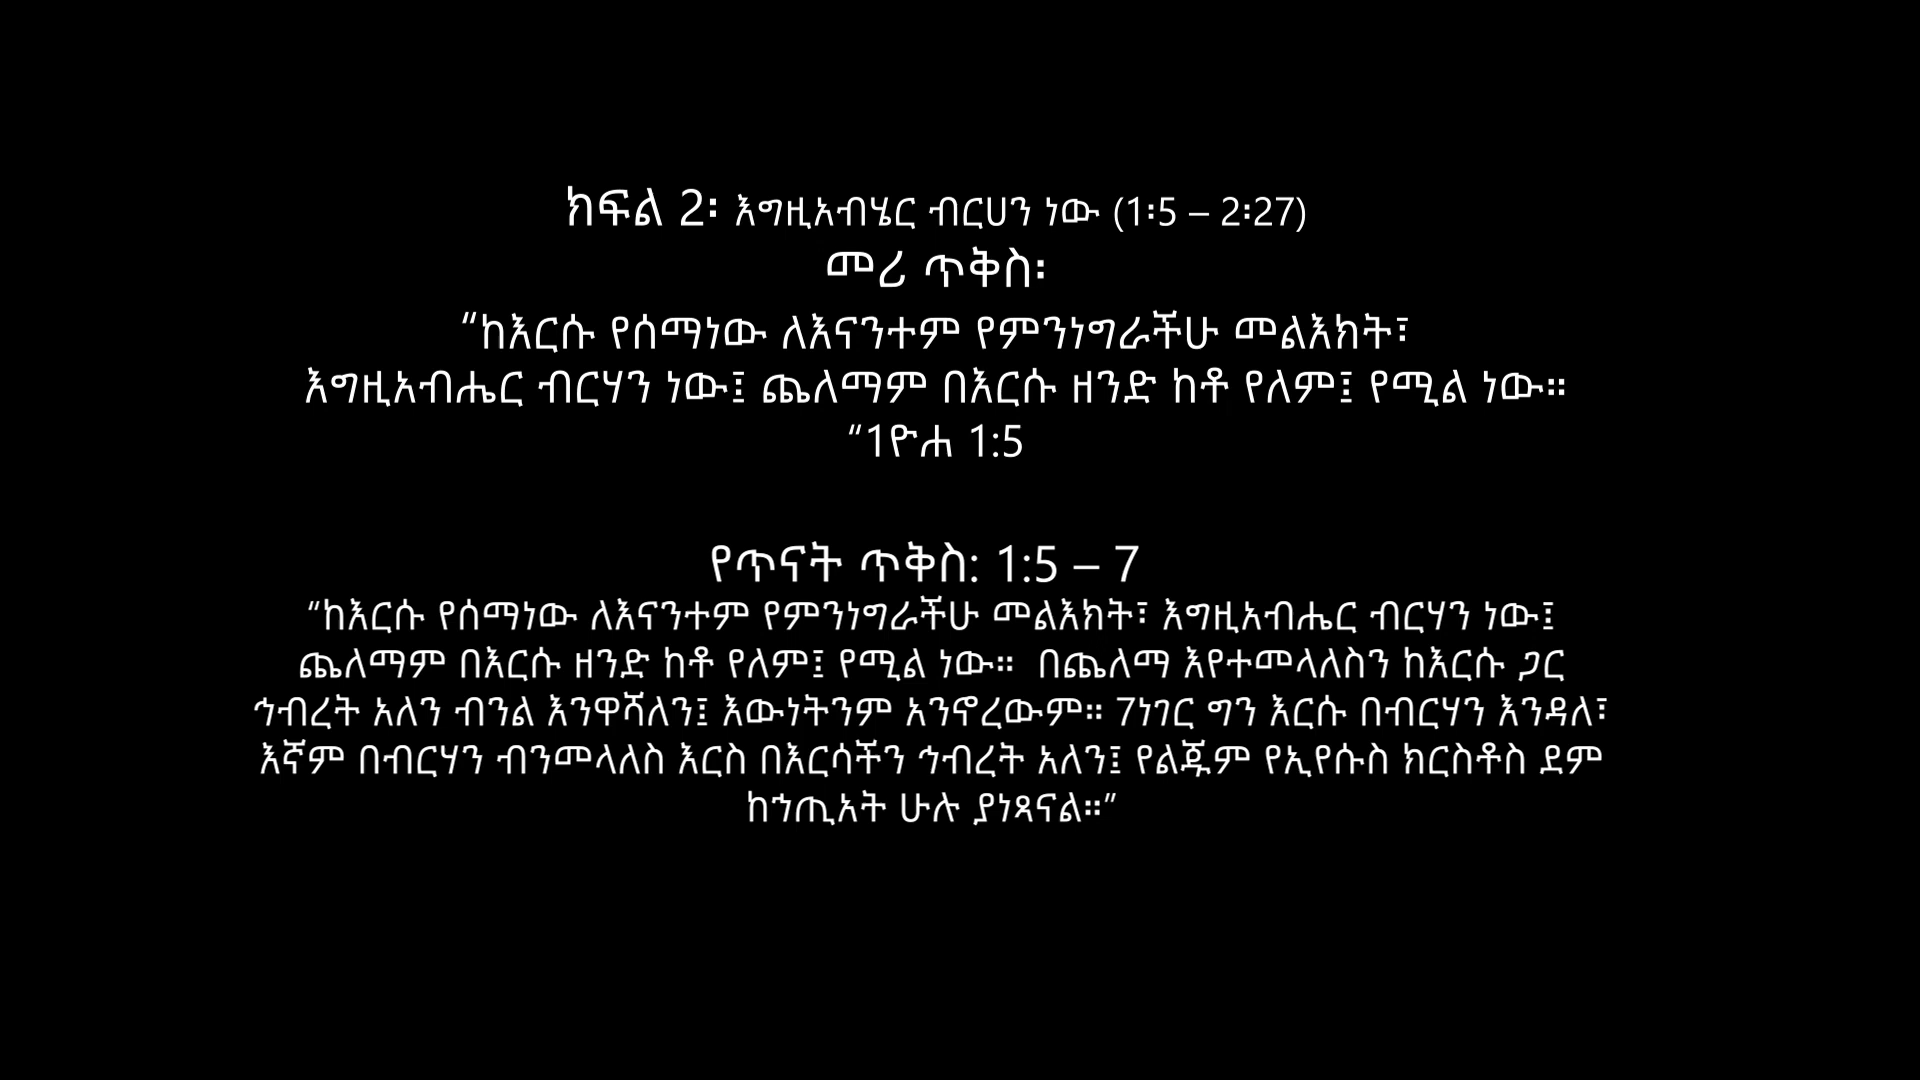 ክፍል 2፡ እግዚአብሄር ብርሀን ነው (1፡5 – 2፡27)
መሪ ጥቅስ፡
“ከእርሱ የሰማነው ለእናንተም የምንነግራችሁ መልእክት፣
እግዚአብሔር ብርሃን ነው፤ ጨለማም በእርሱ ዘንድ ከቶ የለም፤ የሚል ነው።
“1ዮሐ 1:5
የጥናት ጥቅስ: 1:5 – 7
“ከእርሱ የሰማነው ለእናንተም የምንነግራችሁ መልእክት፣ እግዚአብሔር ብርሃን ነው፤
ጨለማም በእርሱ ዘንድ ከቶ የለም፤ የሚል ነው። በጨለማ እየተመላለስን ከእርሱ ጋር
ኅብረት አለን ብንል እንዋሻለን፤ እውነትንም አንኖረውም። 7ነገር ግን እርሱ በብርሃን እንዳለ፣
እኛም በብርሃን ብንመላለስ እርስ በእርሳችን ኅብረት አለን፤ የልጁም የኢየሱስ ክርስቶስ ደም
ከኀጢአት ሁሉ ያነጻናል።”